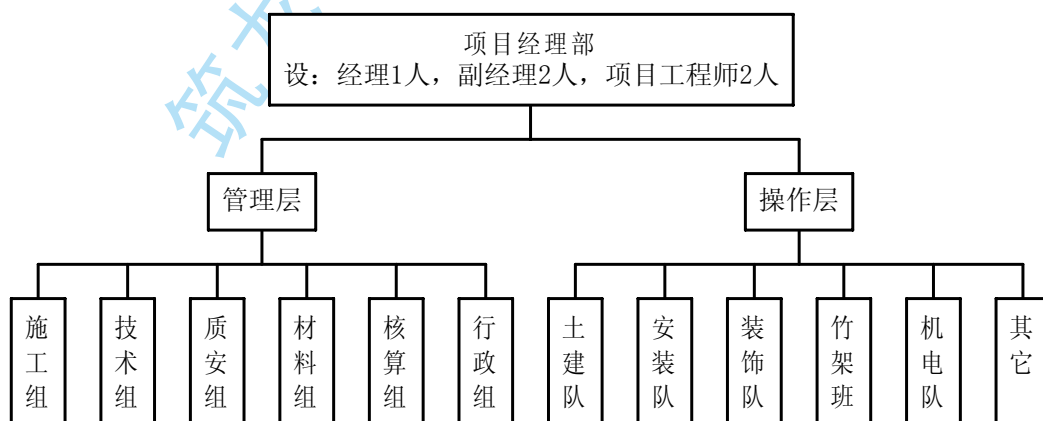 项目经理部
设：经理1人，副经理2人，项目工程师2人
管理层
操作层
施工组
技术组
质安组
材料组
核算组
行政组
土建队
安装队
装饰队
竹架班
机电队
其它
筑